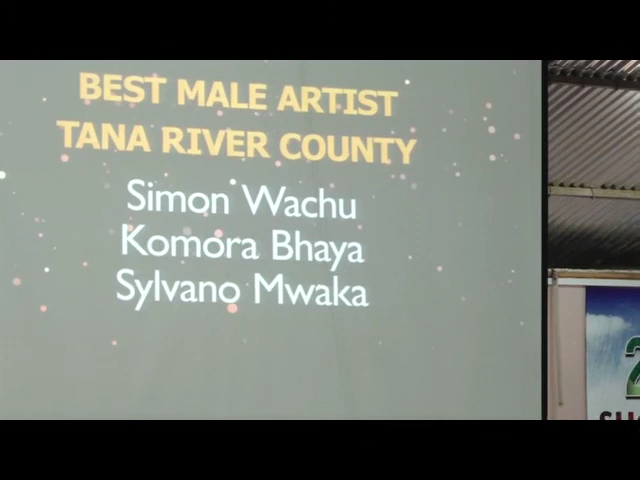 BEST MALE ARTIST
TANA RIVER COUNTY
Simon Wachu
Komora Bhaya
Sylvano Mwaka